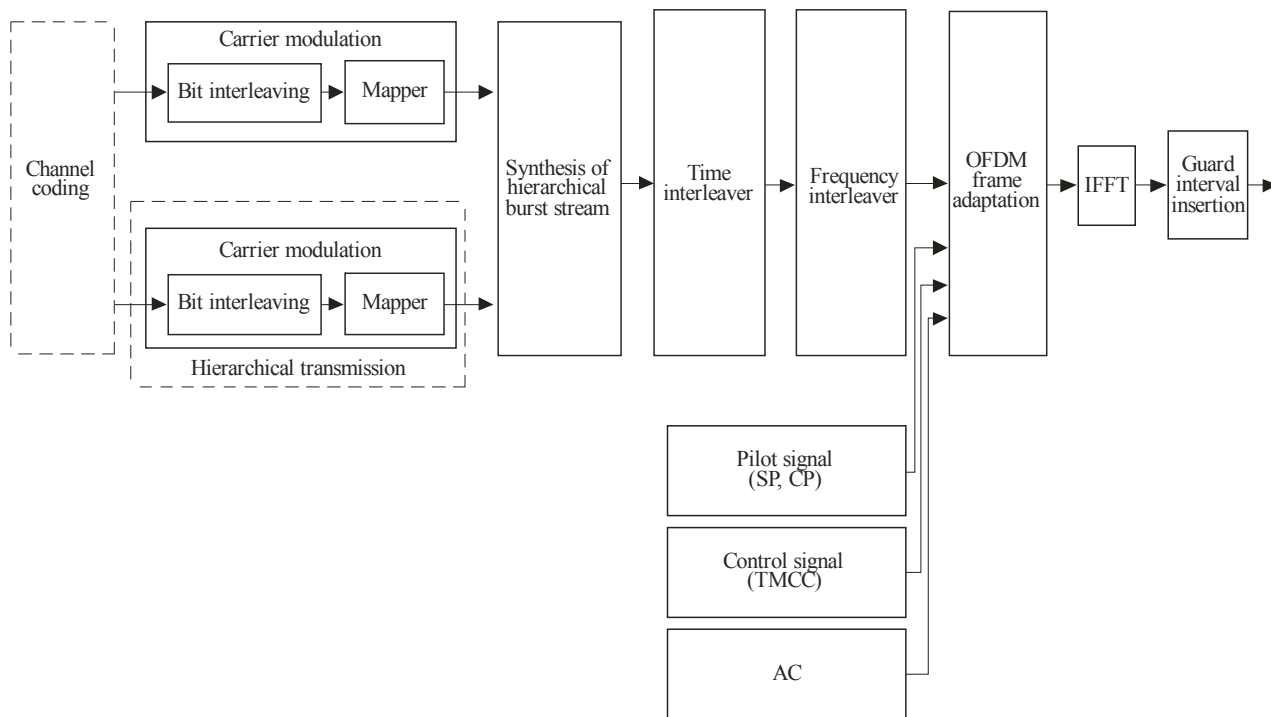 Channel
coding
Carrier modulation
Bit interleaving
Mapper
Carrier modulation
Bit interleaving
Mapper
Hierarchical transmission
Synthesis of
hierarchical
burst stream
Time
interleaver
Frequency
interleaver
OFDM
frame
adaptation
IFFT
Guard
interval
insertion
Pilot signal
(SP, CP)
Control signal
(TMCC)
AC